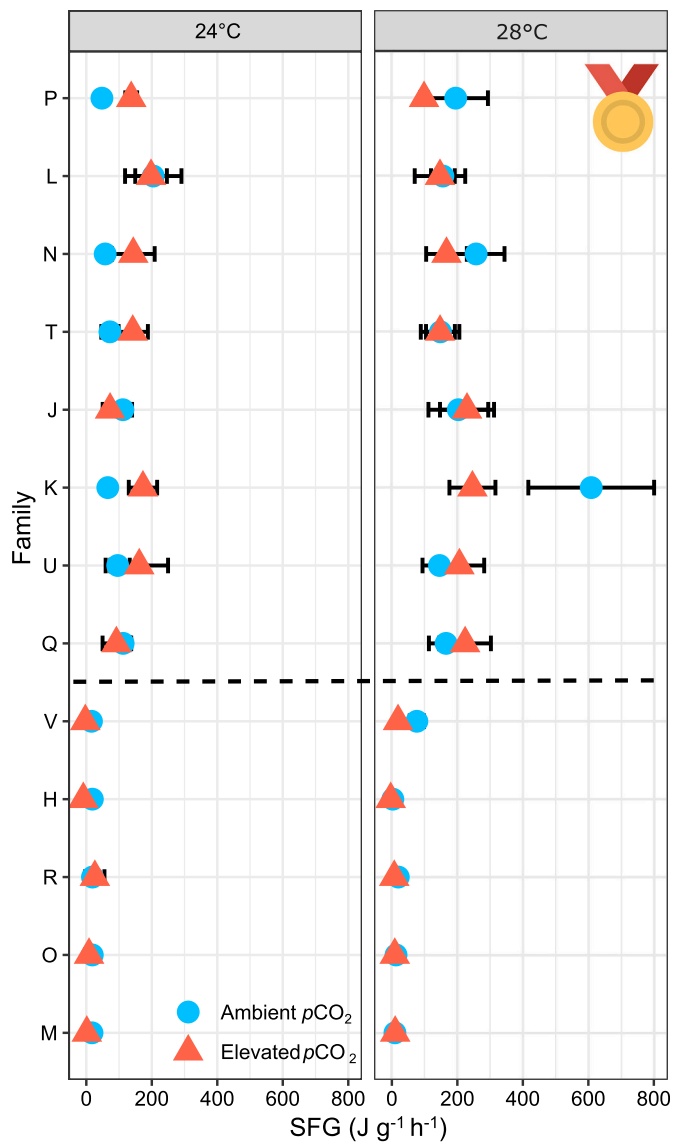 24°C
28°C
P
L
N
T
J
K
U
Q
V
H
R
O
M
Family
Ambient pCO₂
Elevated pCO₂
0 200 400 600 800
0 200 400 600 800
SFG (J g⁻¹ h⁻¹)